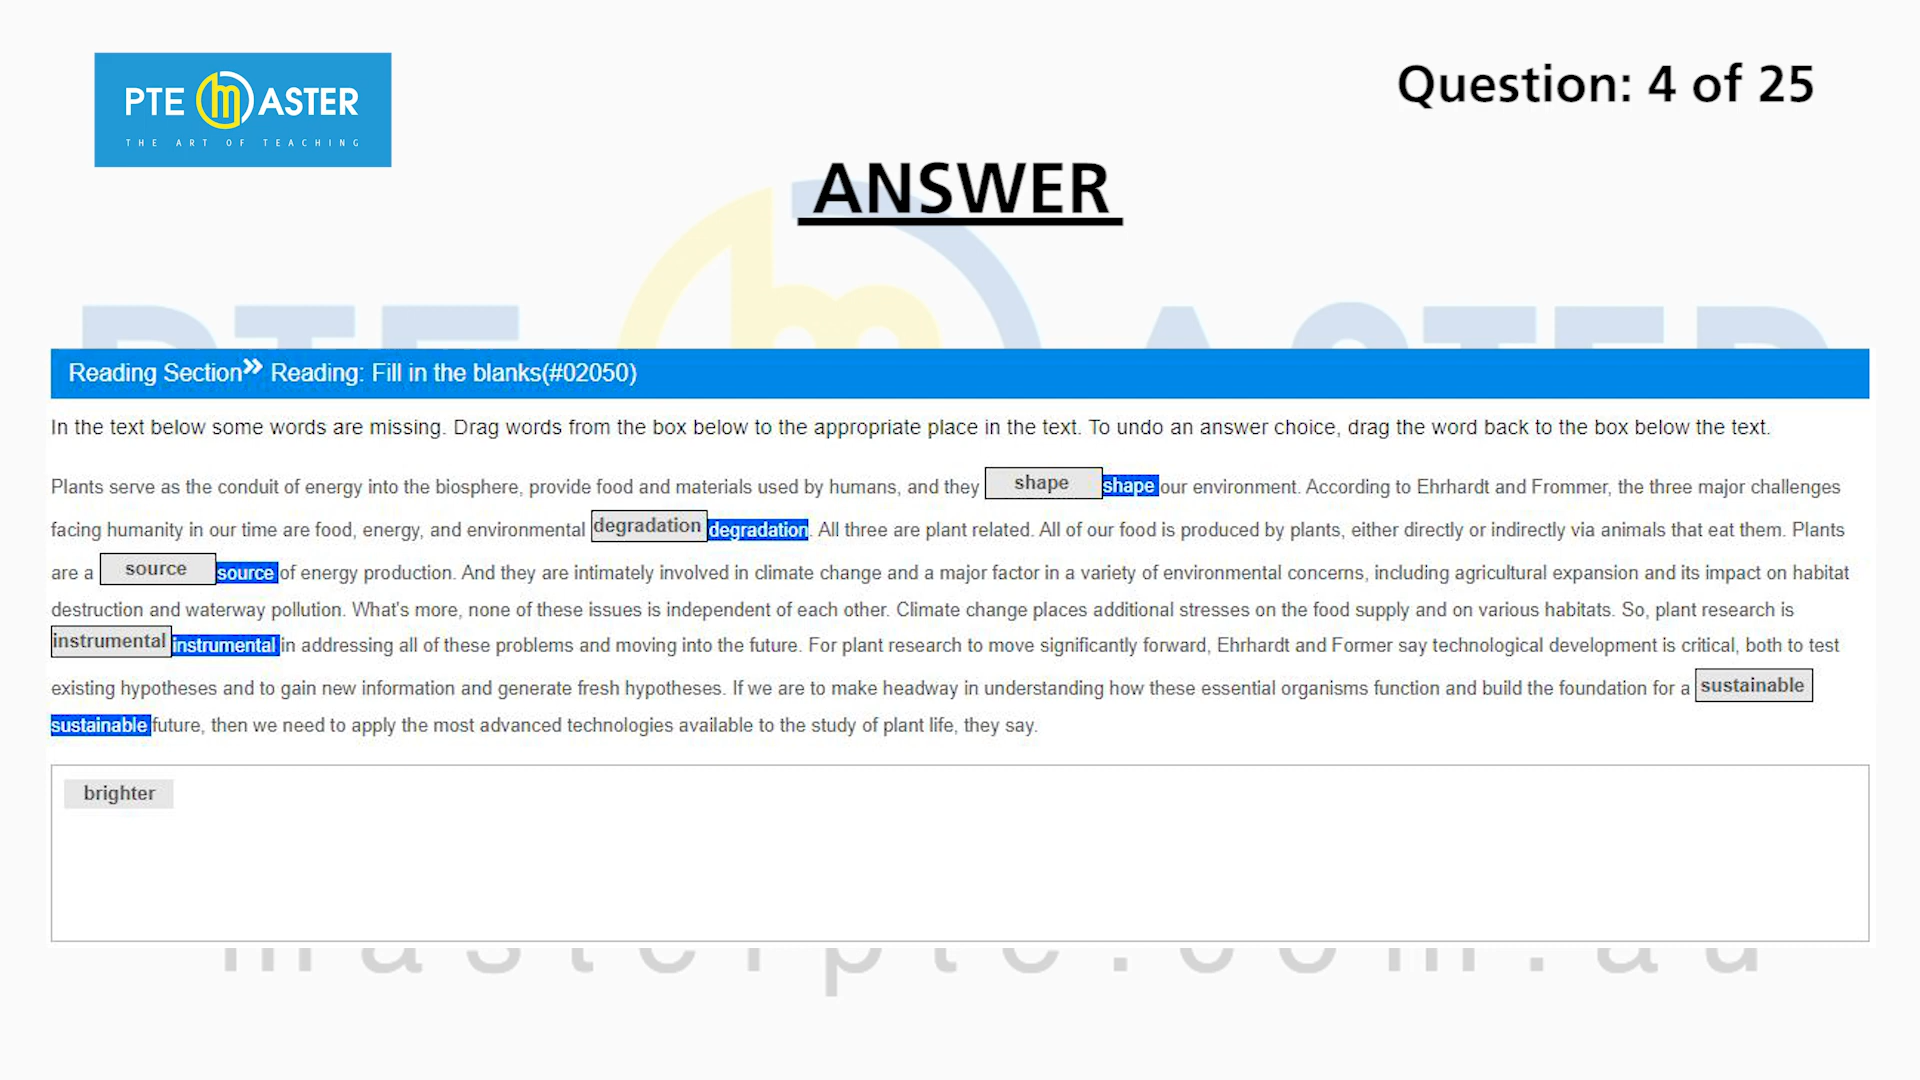 PTE MASTER
THE ART OF TEACHING
Question: 4 of 25
ANSWER
Reading Section» Reading: Fill in the blanks(#02050)
In the text below some words are missing. Drag words from the box below to the appropriate place in the text. To undo an answer choice, drag the word back to the box below the text.
Plants serve as the conduit of energy into the biosphere, provide food and materials used by humans, and they shape shape our environment. According to Ehrhardt and Frommer, the three major challenges
facing humanity in our time are food, energy, and environmental degradation degradation. All three are plant related. All of our food is produced by plants, either directly or indirectly via animals that eat them. Plants
are a source source of energy production. And they are intimately involved in climate change and a major factor in a variety of environmental concerns, including agricultural expansion and its impact on habitat
destruction and waterway pollution. What's more, none of these issues is independent of each other. Climate change places additional stresses on the food supply and on various habitats. So, plant research is
instrumental instrumental in addressing all of these problems and moving into the future. For plant research to move significantly forward, Ehrhardt and Former say technological development is critical, both to test
existing hypotheses and to gain new information and generate fresh hypotheses. If we are to make headway in understanding how these essential organisms function and build the foundation for a sustainable
sustainable future, then we need to apply the most advanced technologies available to the study of plant life, they say.
brighter
masterpte.com.au